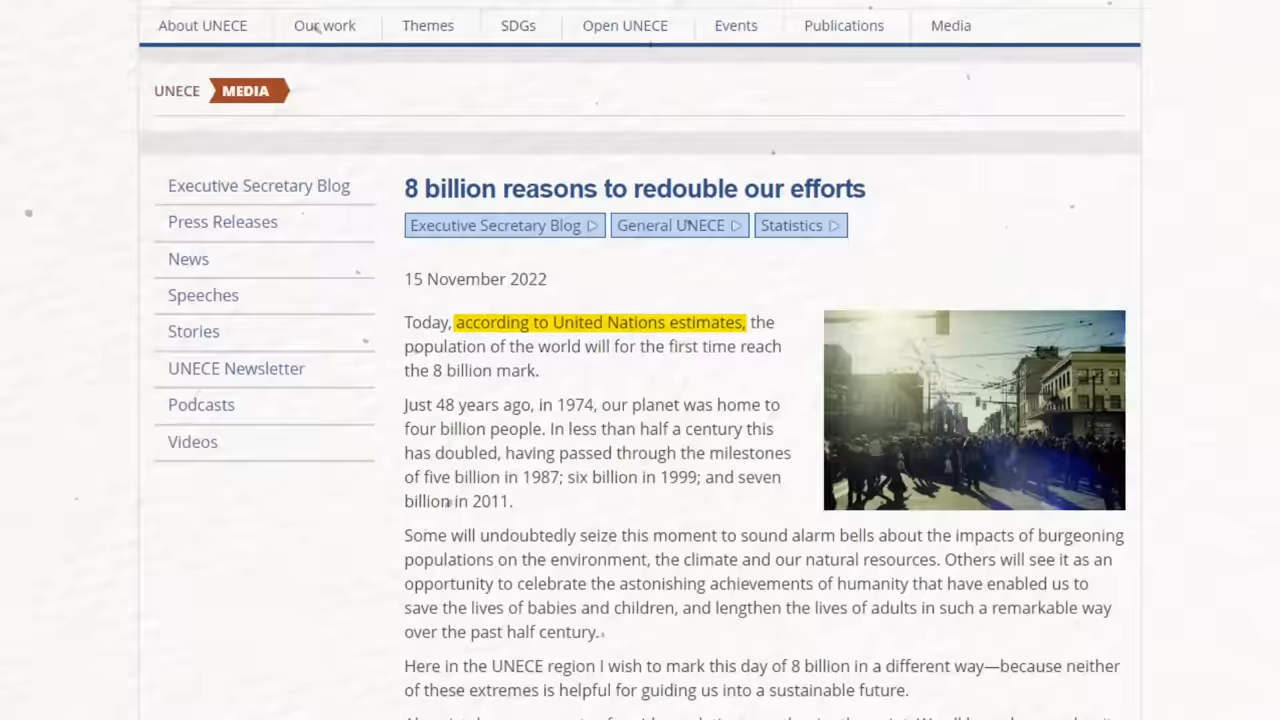 About UNECE
Our work
Themes
SDGs
Open UNECE
Events
Publications
Media
UNECE MEDIA
Executive Secretary Blog
Press Releases
News
Speeches
Stories
UNECE Newsletter
Podcasts
Videos
8 billion reasons to redouble our efforts
Executive Secretary Blog
General UNECE
Statistics
15 November 2022
Today, according to United Nations estimates, the
population of the world will for the first time reach
the 8 billion mark.
Just 48 years ago, in 1974, our planet was home to
four billion people. In less than half a century this
has doubled, having passed through the milestones
of five billion in 1987; six billion in 1999; and seven
billion in 2011.
Some will undoubtedly seize this moment to sound alarm bells about the impacts of burgeoning
populations on the environment, the climate and our natural resources. Others will see it as an
opportunity to celebrate the astonishing achievements of humanity that have enabled us to
save the lives of babies and children, and lengthen the lives of adults in such a remarkable way
over the past half century.
Here in the UNECE region I wish to mark this day of 8 billion in a different way—because neither
of these extremes is helpful for guiding us into a sustainable future.